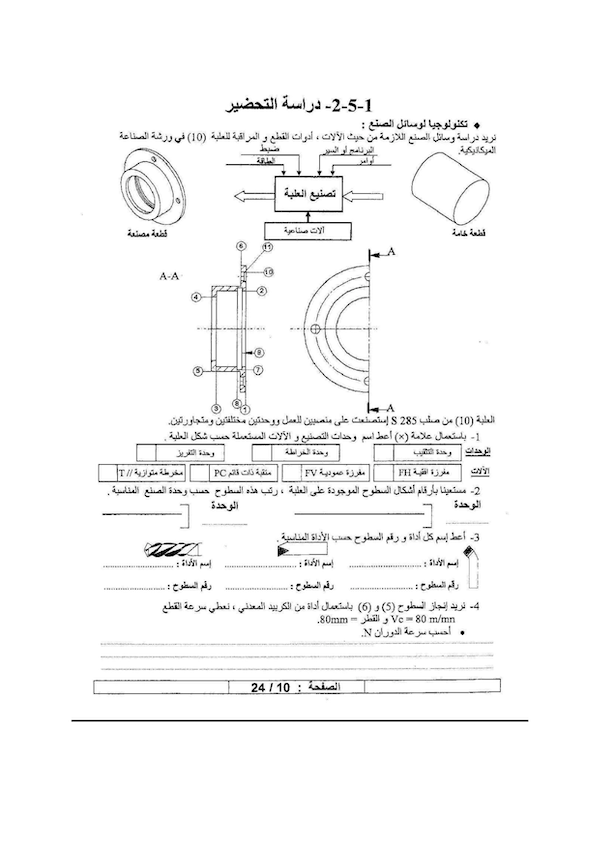 1-5-2- دراسة التحضير
♦ تكنولوجيا لوسائل الصنع :
نريد دراسة وسائل الصنع اللازمة من حيث الآلات ، أدوات القطع و المراقبة للعلبة (10) في ورشة الصناعة
الميكانيكية.
ضبط
البرنامج أو السير
الطاقة
أوامر
تصنيع العلبة
آلات صناعية
قطعة مصنعة
قطعة خامة
A
A-A
6
11
10
4
2
9
5
7
3
8
1
A
العلبة (10) من صلب S 285 إستصنعت على منصبين للعمل ووحدتين مختلفتين ومتجاورتين.
1- باستعمال علامة (×) أعط اسم وحدات التصنيع و الآلات المستعملة حسب شكل العلبة .
الوحدات
وحدة التثقيب
وحدة الخراطة
وحدة التفريز
الآلات
مفرزة افقية FH
مفرزة عمودية FV
مثقبة ذات قائم PC
مخرطة متوازية // T
2- مستعينا بأرقام أشكال السطوح الموجودة على العلبة ، رتب هذه السطوح حسب وحدة الصنع المناسبة .
الوحدة
الوحدة
3- أعط إسم كل أداة و رقم السطوح حسب الأداة المناسبة .
إسم الأداة: ....................
إسم الأداة : ....................
إسم الأداة : ....................
رقم السطوح : ..................
رقم السطوح: ..................
رقم السطوح : ..................
4- نريد إنجاز السطوح (5) و (6) باستعمال أداة من الكربيد المعدني ، نعطي سرعة القطع
Vc = 80 m/mn و القطر = 80mm.
• أحسب سرعة الدوران N.
الصفحة : 10 / 24